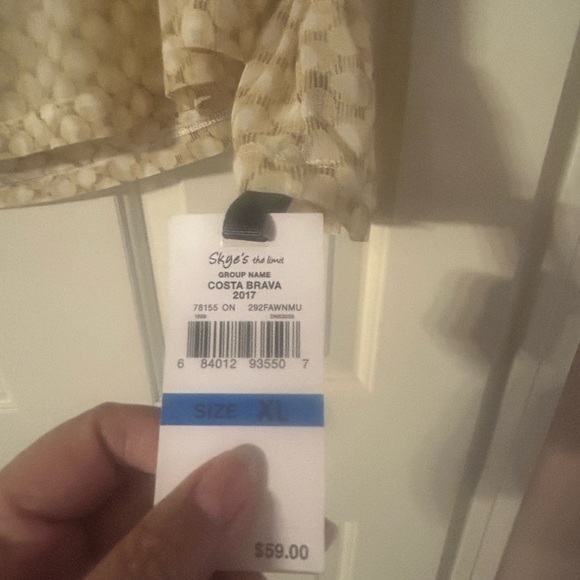 Skye's the limit
GROUP NAME
COSTA BRAVA
2017
78155 ON 292FAWNMU
6 84012 93550 7
SIZE XL
$59.00